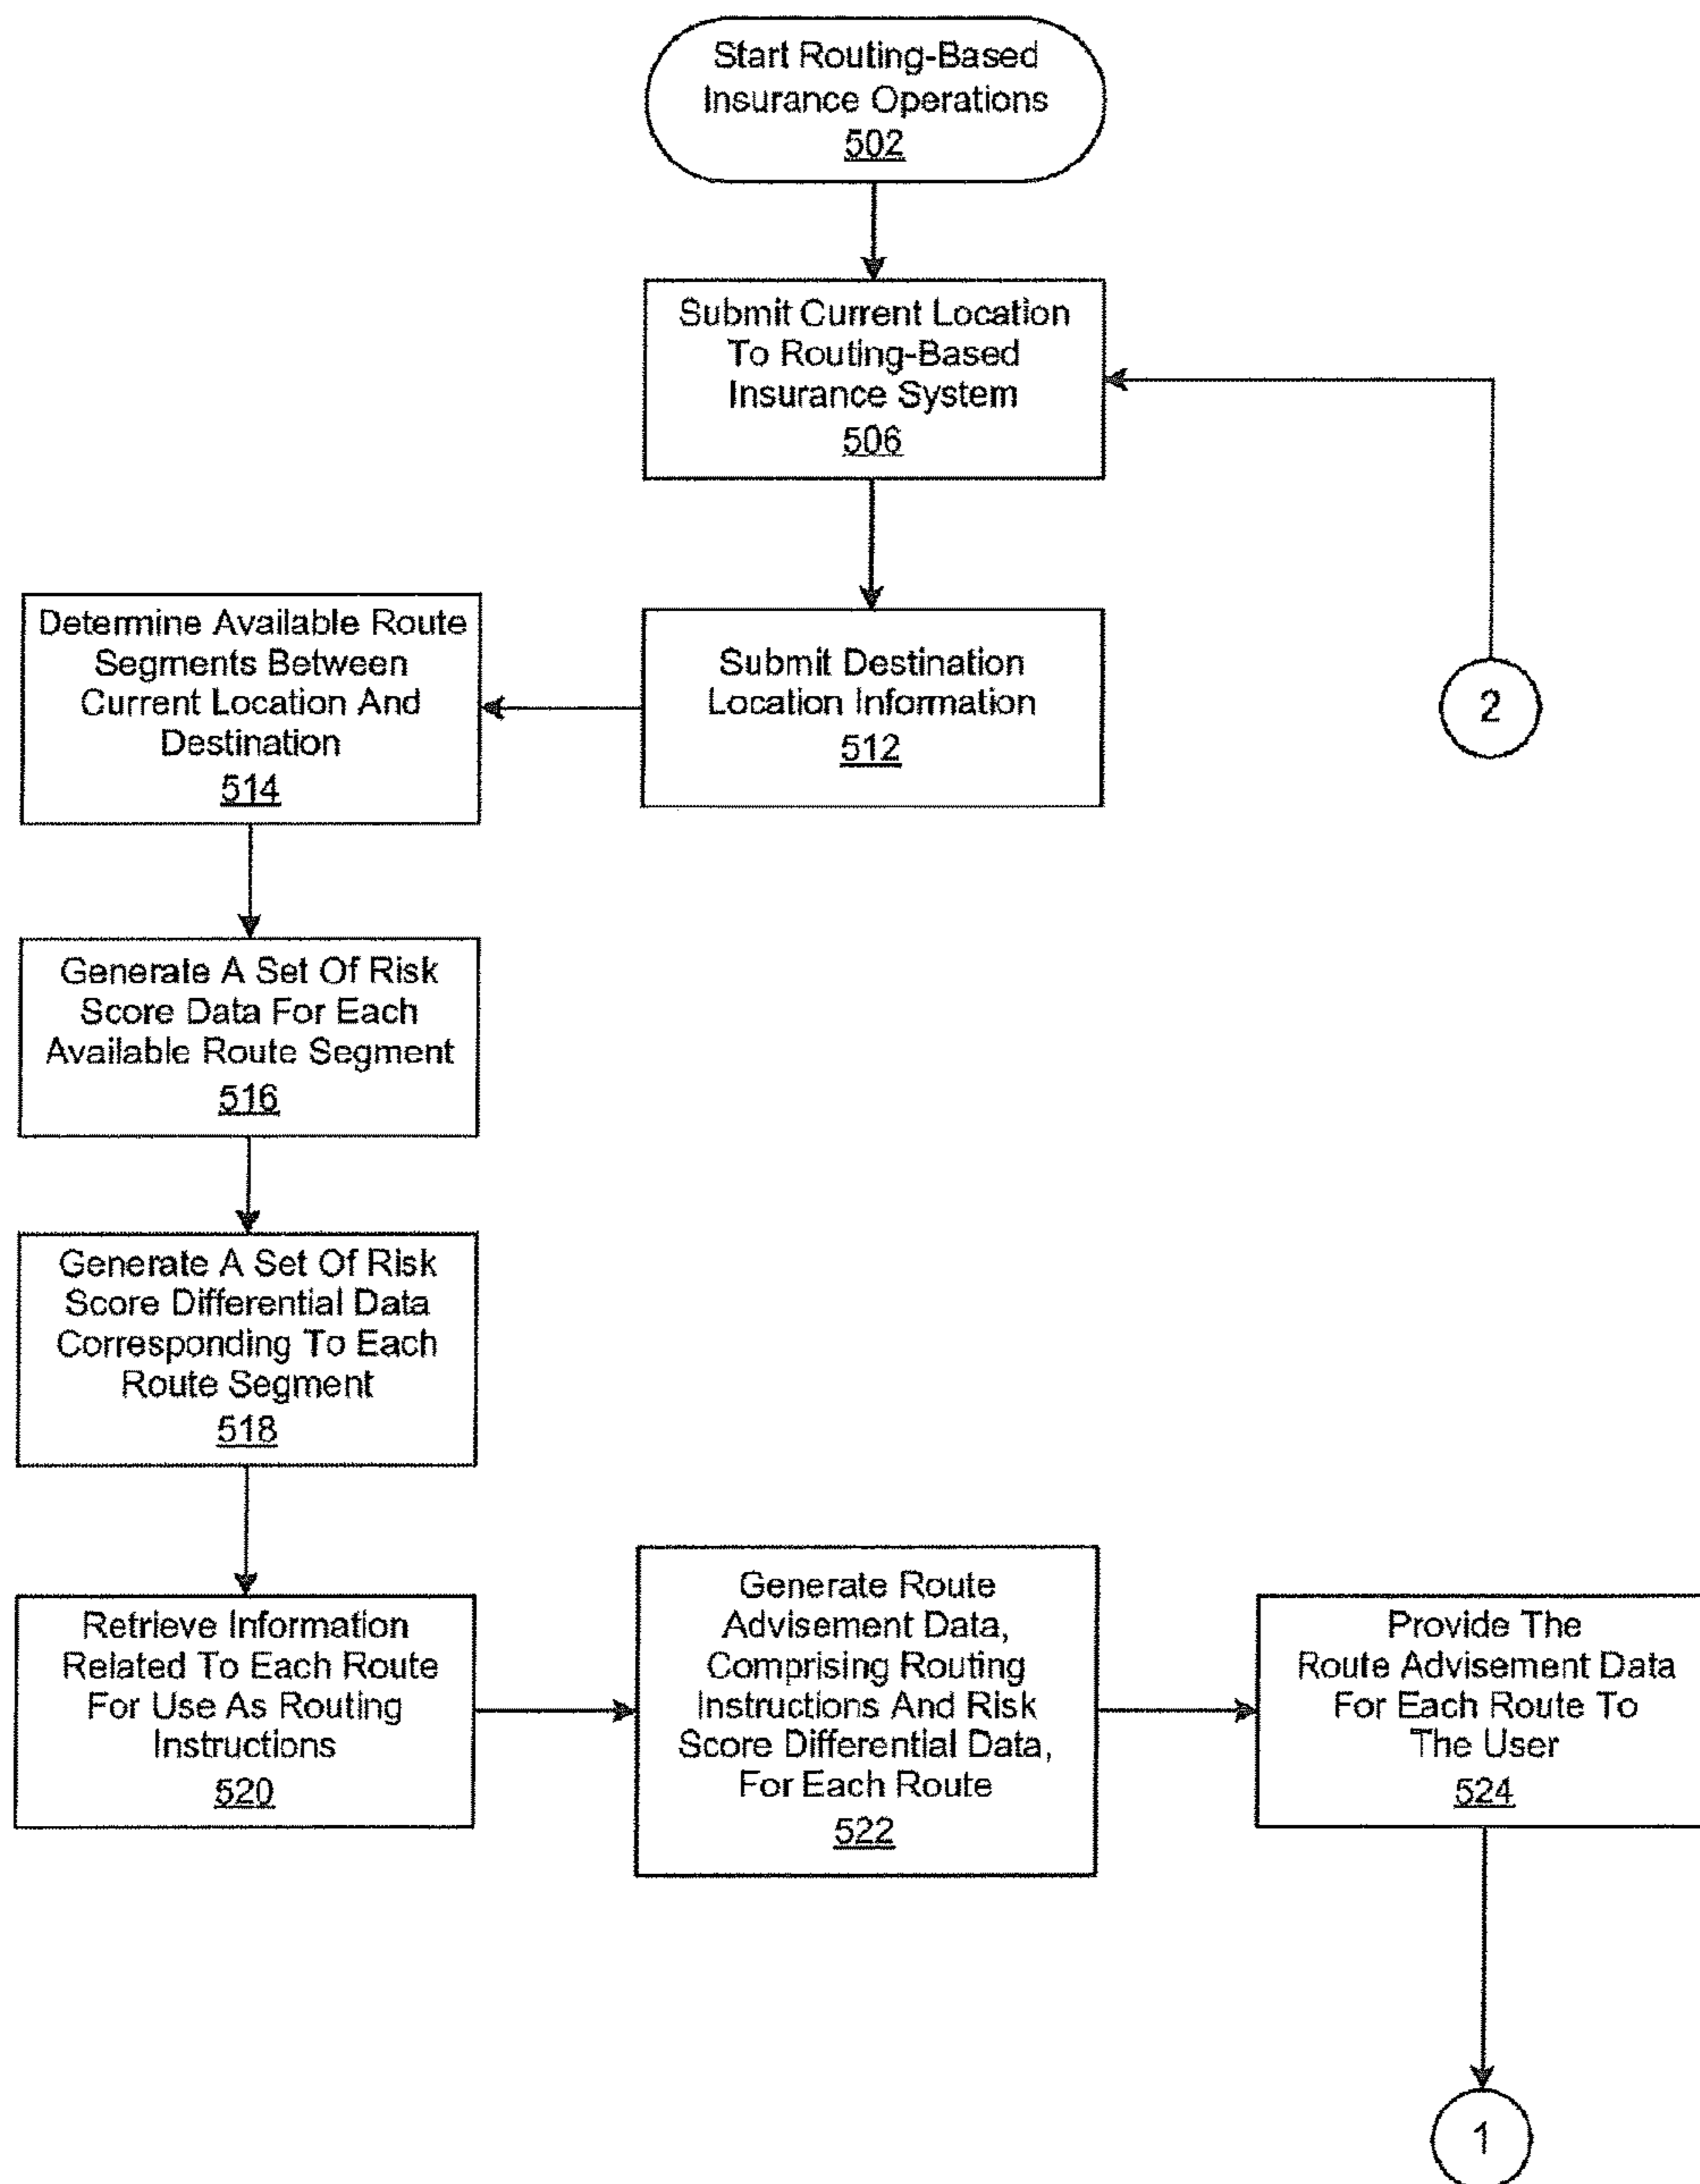 Start Routing-Based
Insurance Operations
502
Submit Current Location
To Routing-Based
Insurance System
506
Submit Destination
Location Information
512
2
Determine Available Route
Segments Between
Current Location And
Destination
514
Generate A Set Of Risk
Score Data For Each
Available Route Segment
516
Generate A Set Of Risk
Score Differential Data
Corresponding To Each
Route Segment
518
Retrieve Information
Related To Each Route
For Use As Routing
Instructions
520
Generate Route
Advisement Data,
Comprising Routing
Instructions And Risk
Score Differential Data,
For Each Route
522
Provide The
Route Advisement Data
For Each Route To
The User
524
1